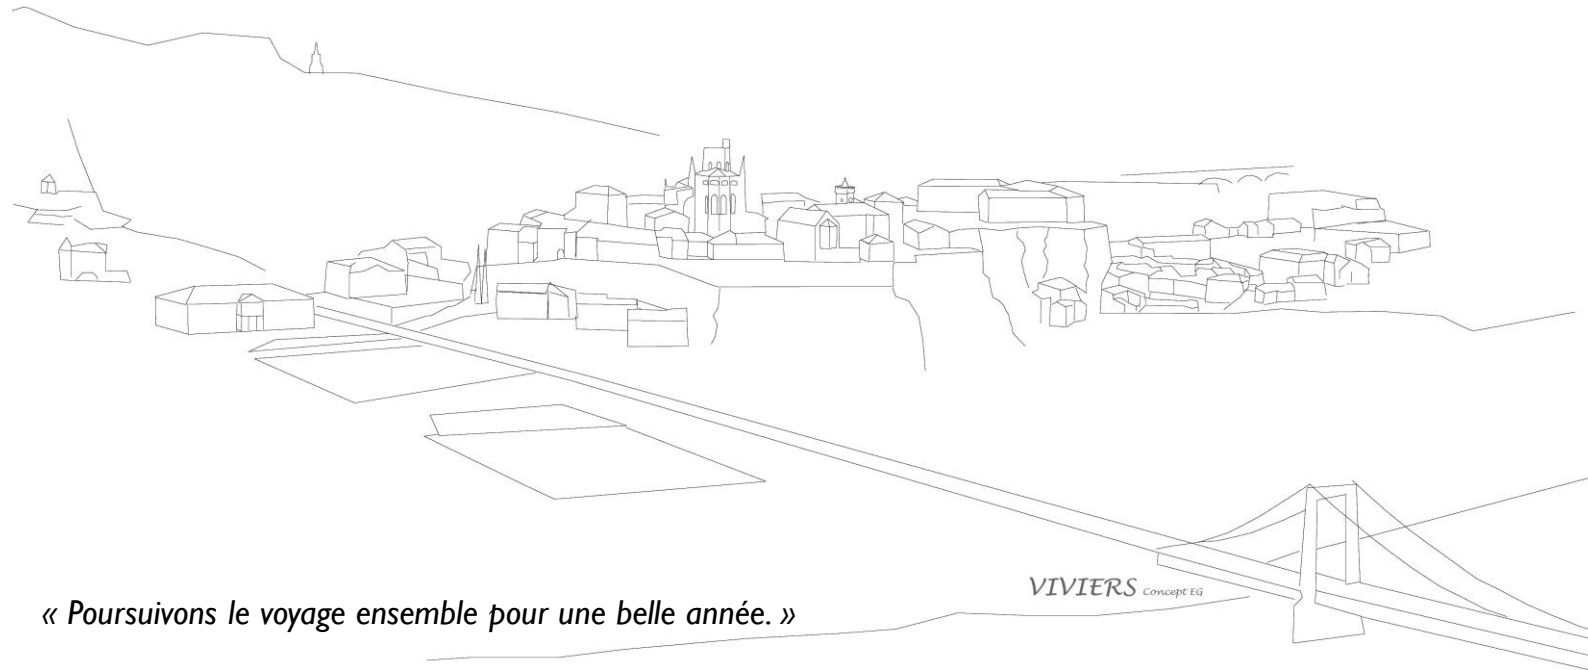 VIVIERS Concept EG
« Poursuivons le voyage ensemble pour une belle année. »